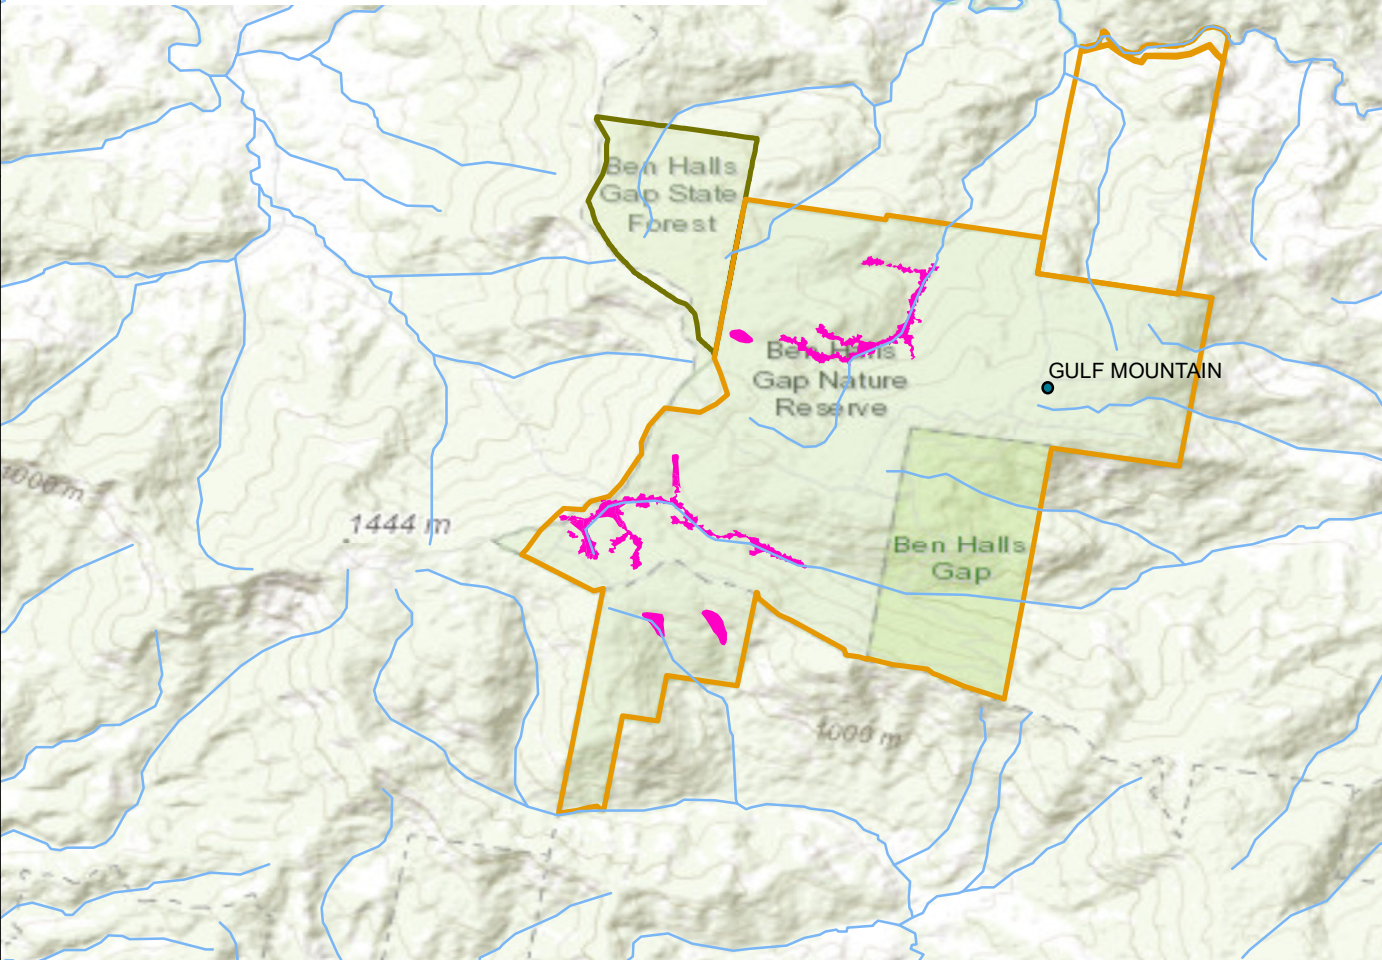 Ben Halls
Gap State
Forest
Ben Halls
Gap Nature
Reserve
GULF MOUNTAIN
1000 m
1444 m
Ben Halls
Gap
1000 m